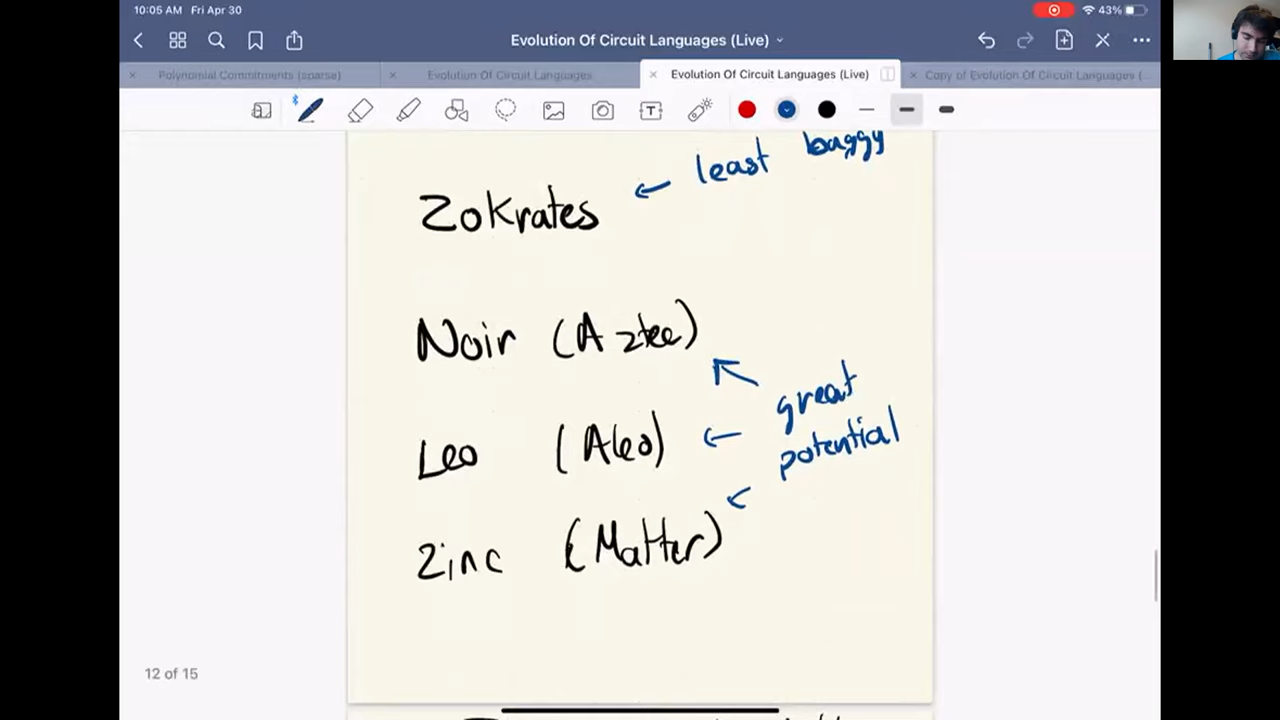 10:05 AM Fri Apr 30
43%
Evolution Of Circuit Languages (Live)
Polynomial Commitments (sparse)
Evolution Of Circuit Languages
Evolution Of Circuit Languages (Live)
Copy of Evolution Of Circuit Languages (...
T
least buggy
Zokrates
Noir (Aztec)
great
potential
Leo (Aleo)
Zinc (Matter)
12 of 15